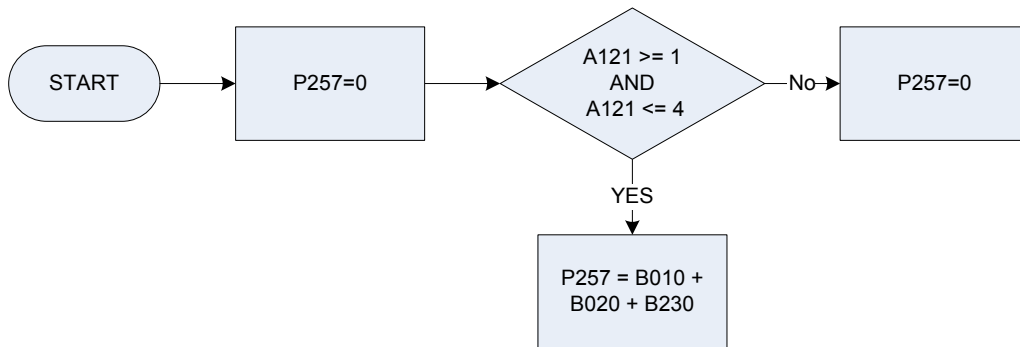 START
P257=0
A121 >= 1
AND
A121 <= 4
No
P257=0
YES
P257 = B010 +
B020 + B230